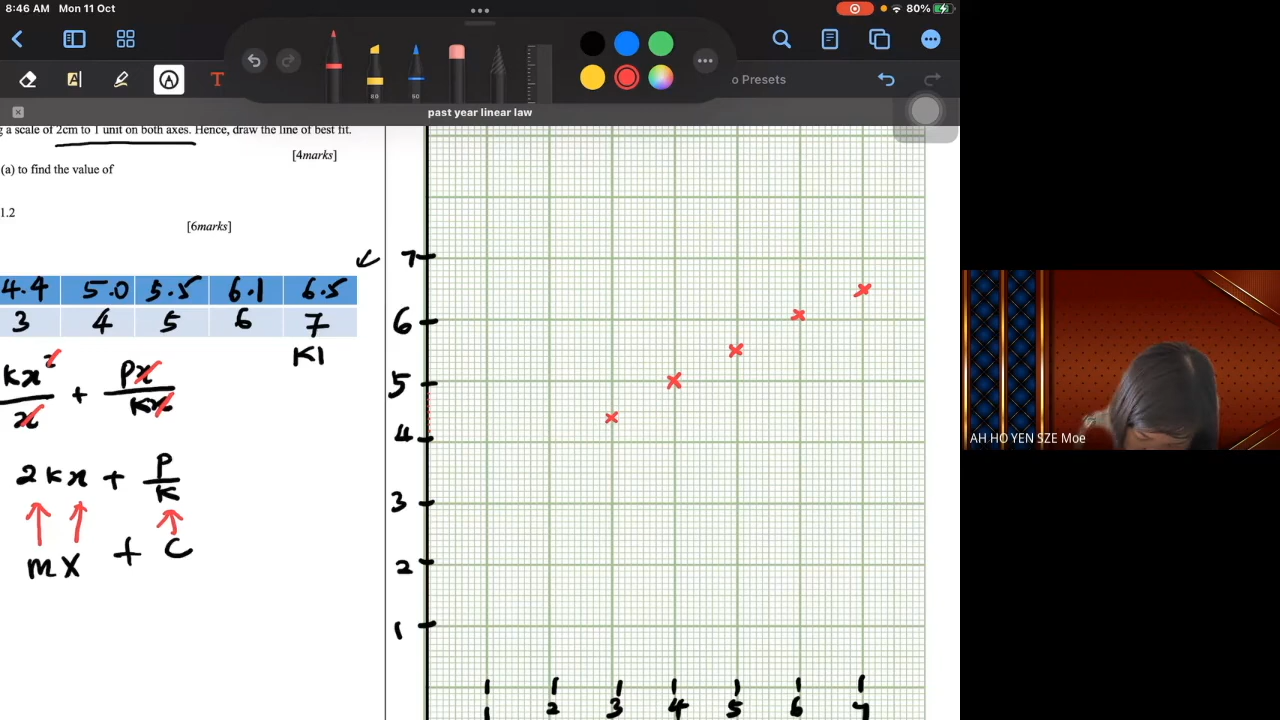 8:46 AM Mon 11 Oct
80%
A
A
T
80
50
o Presets
past year linear law
g a scale of 2cm to 1 unit on both axes. Hence, draw the line of best fit.
[4marks]
(a) to find the value of
1.2
[6marks]
4.4 5.0 5.5 6.1 6.5
3 4 5 6 7
K1
kx² / x + px / kx
2kx + p/k
mX + C
7
6
5
4
3
2
1
1 2 3 4 5 6 7
AH HO YEN SZE Moe